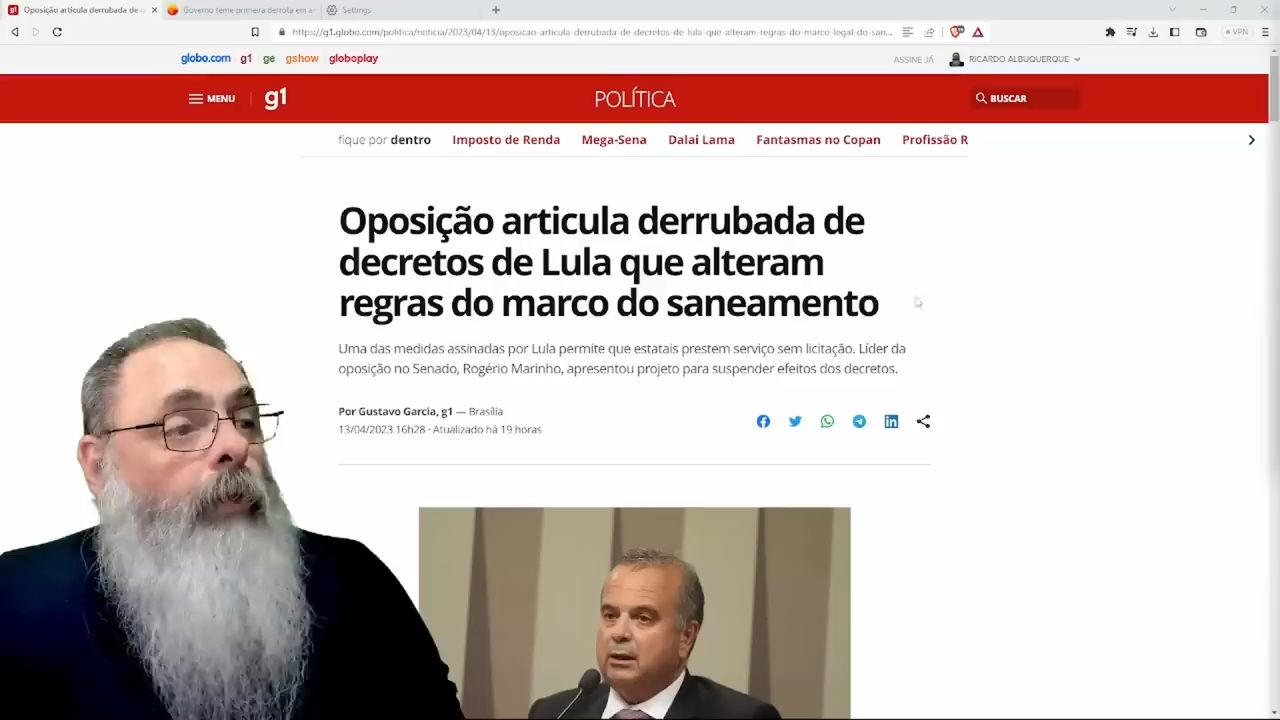 Oposição articula derrubada de d
Governo teme primeira derrota em ar
Settings
https://g1.globo.com/politica/noticia/2023/04/13/oposicao-articula-derrubada-de-decretos-de-lula-que-alteram-regras-do-marco-legal-do-san...
VPN
globo.com g1 ge gshow globoplay
ASSINE JÁ
RICARDO ALBUQUERQUE
MENU
g1
POLÍTICA
BUSCAR
fique por dentro Imposto de Renda Mega-Sena Dalai Lama Fantasmas no Copan Profissão R
Oposição articula derrubada de
decretos de Lula que alteram
regras do marco do saneamento
Uma das medidas assinadas por Lula permite que estatais prestem serviço sem licitação. Líder da
oposição no Senado, Rogério Marinho, apresentou projeto para suspender efeitos dos decretos.
Por Gustavo Garcia, g1 — Brasília
13/04/2023 16h28 · Atualizado há 19 horas